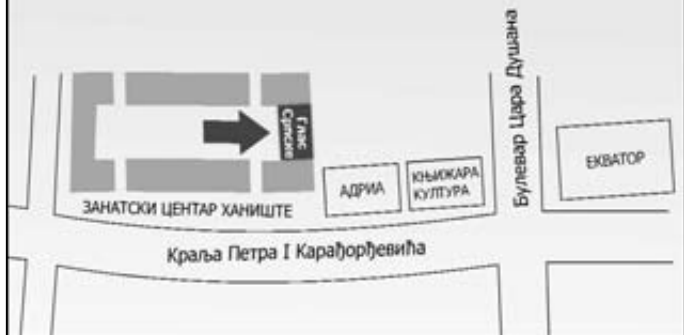 Глас
Српске
АДРИА
КЊИЖАРА
КУЛТУРА
Булевар Цара Душана
ЕКВАТОР
ЗАНАТСКИ ЦЕНТАР ХАНИШТЕ
Краља Петра I Карађорђевића